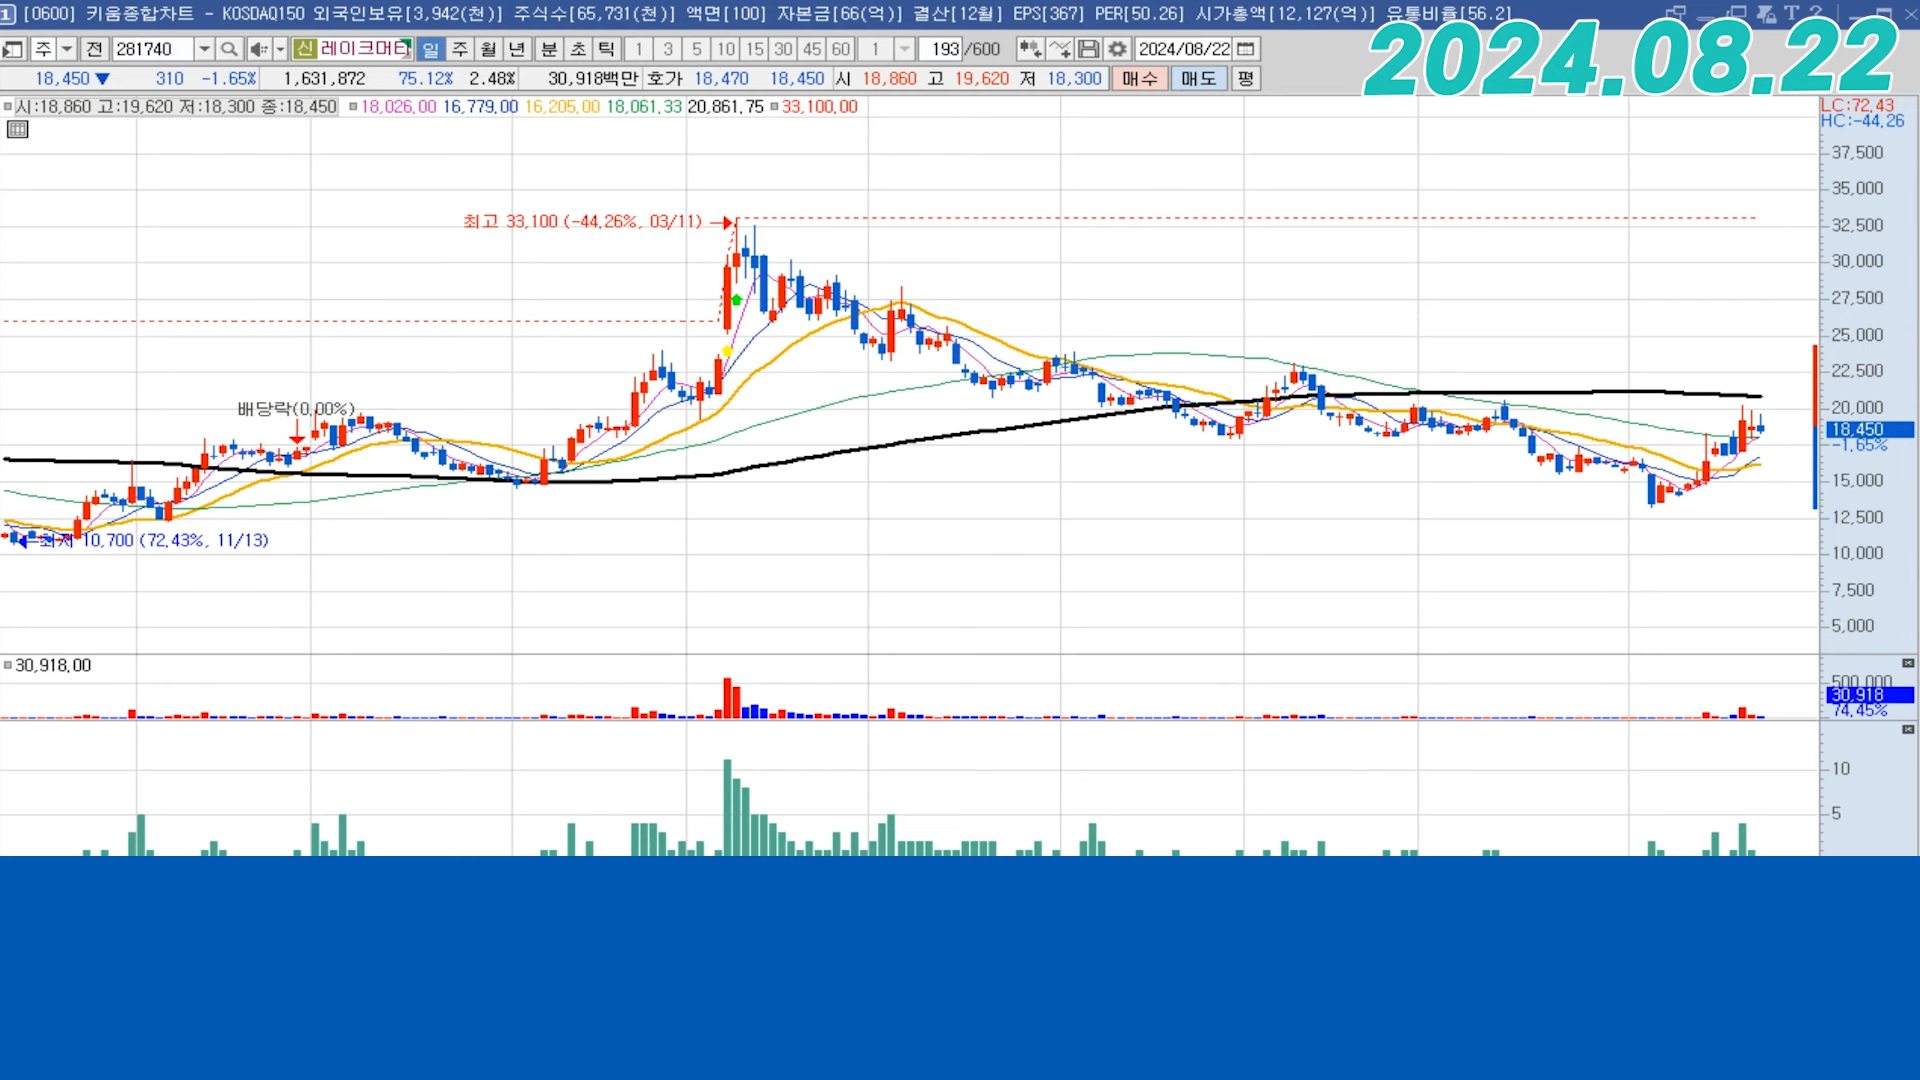 1 [0600] 키움종합차트 - KOSDAQ150 외국인보유[3,942(천)] 주식수[65,731(천)] 액면[100] 자본금[66(억)] 결산[12월] EPS[367] PER[50.26] 시가총액[12,127(억)] 유통비율[56.2]
2024.08.22
주 전 281740 신 레이크머티 일 주 월 년 분 초 틱 1 3 5 10 15 30 45 60 1 193 /600 2024/08/22
18,450 ▼ 310 -1.65% 1,631,872 75.12% 2.48% 30,918백만 호가 18,470 18,450 시 18,860 고 19,620 저 18,300 매수 매도 평
시:18,860 고:19,620 저:18,300 종:18,450 18,026.00 16,779.00 16,205.00 18,061.33 20,861.75 33,100.00
LC:72.43
HC:-44.26
37,500
35,000
최고 33,100 (-44.26%, 03/11)
32,500
30,000
27,500
25,000
22,500
배당락(0.00%)
20,000
18,450
-1.65%
15,000
12,500
10,700 (72.43%, 11/13)
10,000
7,500
5,000
30,918.00
500,000
30,918
74.45%
10
5